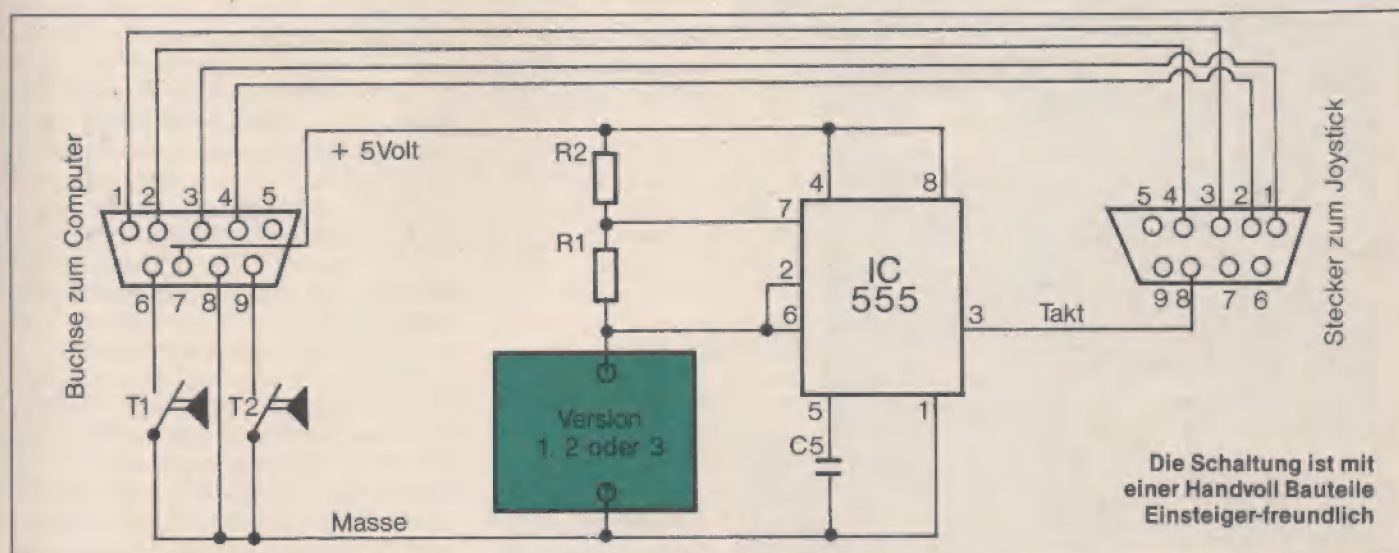 Buchse zum Computer
1 2 3 4 5
6 7 8 9
+ 5Volt
T1 T2
Masse
R2
R1
Version
1, 2 oder 3
4 8
7
2
6
IC
555
3
5 1
C5
Takt
5 4 3 2 1
9 8 7 6
Stecker zum Joystick
Die Schaltung ist mit
einer Handvoll Bauteile
Einsteiger-freundlich